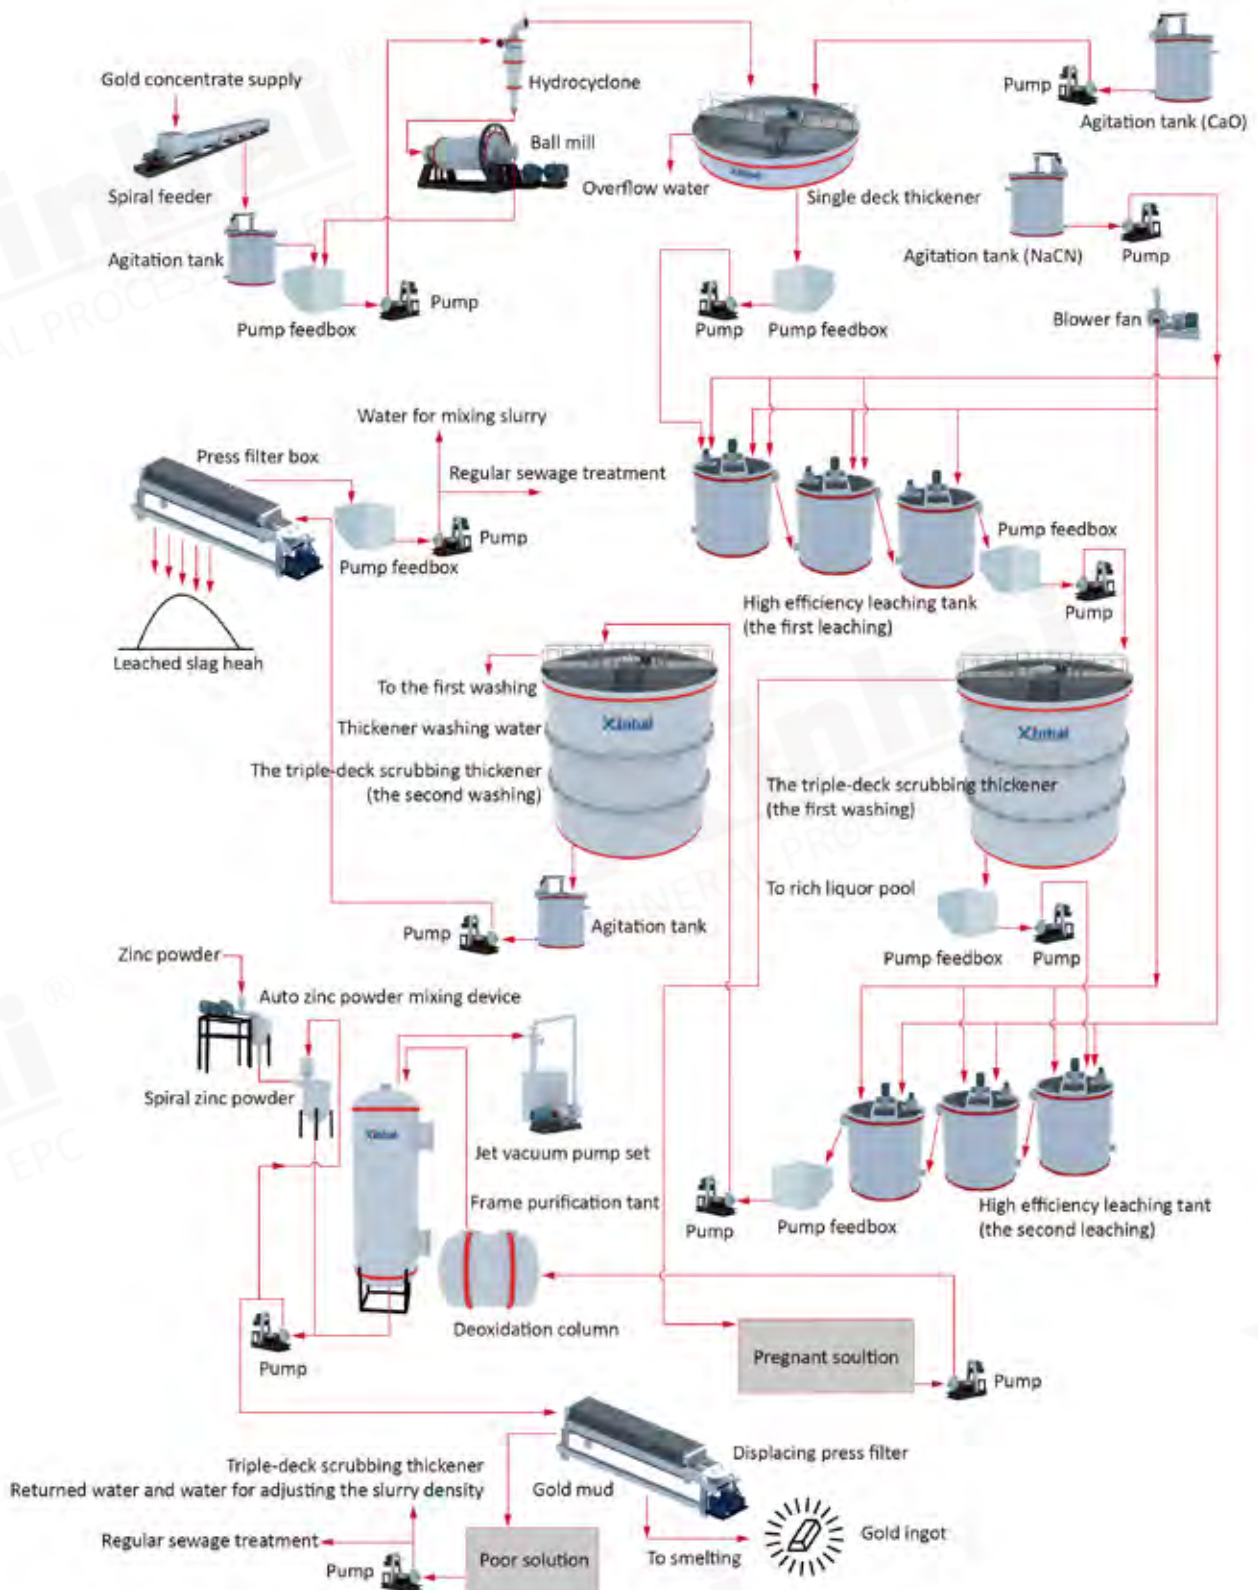 Gold concentrate supply
Hydrocyclone
Pump
Agitation tank (CaO)
Ball mill
Overflow water
Xinhai
Single deck thickener
Spiral feeder
Agitation tank
Agitation tank (NaCN)
Pump
Pump feedbox
Pump
Pump
Pump feedbox
Blower fan
Water for mixing slurry
Press filter box
Regular sewage treatment
Pump
Pump feedbox
Pump feedbox
Pump
High efficiency leaching tank
(the first leaching)
Leached slag heah
To the first washing
Thickener washing water
Xinhai
Xinhai
The triple-deck scrubbing thickener
(the second washing)
The triple-deck scrubbing thickener
(the first washing)
To rich liquor pool
Agitation tank
Pump
Pump feedbox
Pump
Zinc powder
Auto zinc powder mixing device
Spiral zinc powder
Xinhai
Jet vacuum pump set
Frame purification tant
Pump
Pump feedbox
High efficiency leaching tant
(the second leaching)
Deoxidation column
Pump
Pregnant soultion
Pump
Displacing press filter
Triple-deck scrubbing thickener
Returned water and water for adjusting the slurry density
Gold mud
Regular sewage treatment
Pump
Poor solution
To smelting
Gold ingot